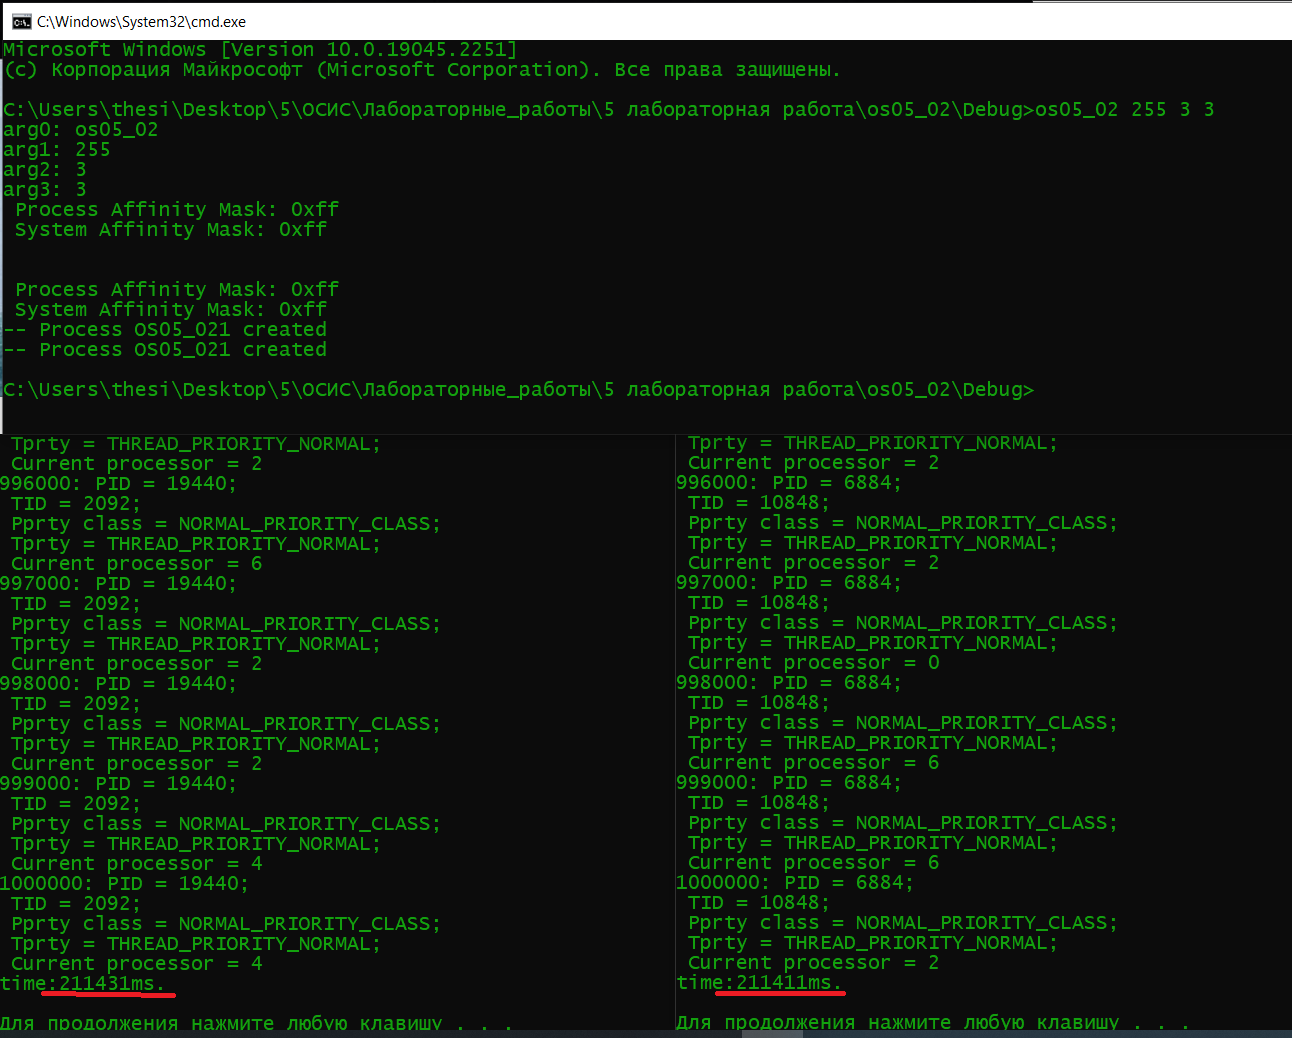 C:\Windows\System32\cmd.exe
Microsoft Windows [Version 10.0.19045.2251]
(c) Корпорация Майкрософт (Microsoft Corporation). Все права защищены.
C:\Users\thesi\Desktop\5\ОСИС\Лабораторные_работы\5 лабораторная работа\os05_02\Debug>os05_02 255 3 3
arg0: os05_02
arg1: 255
arg2: 3
arg3: 3
Process Affinity Mask: 0xff
System Affinity Mask: 0xff
Process Affinity Mask: 0xff
System Affinity Mask: 0xff
-- Process OS05_021 created
-- Process OS05_021 created
C:\Users\thesi\Desktop\5\ОСИС\Лабораторные_работы\5 лабораторная работа\os05_02\Debug>
Tprty = THREAD_PRIORITY_NORMAL;
Current processor = 2
996000: PID = 19440;
TID = 2092;
Pprty class = NORMAL_PRIORITY_CLASS;
Tprty = THREAD_PRIORITY_NORMAL;
Current processor = 6
997000: PID = 19440;
TID = 2092;
Pprty class = NORMAL_PRIORITY_CLASS;
Tprty = THREAD_PRIORITY_NORMAL;
Current processor = 2
998000: PID = 19440;
TID = 2092;
Pprty class = NORMAL_PRIORITY_CLASS;
Tprty = THREAD_PRIORITY_NORMAL;
Current processor = 2
999000: PID = 19440;
TID = 2092;
Pprty class = NORMAL_PRIORITY_CLASS;
Tprty = THREAD_PRIORITY_NORMAL;
Current processor = 4
1000000: PID = 19440;
TID = 2092;
Pprty class = NORMAL_PRIORITY_CLASS;
Tprty = THREAD_PRIORITY_NORMAL;
Current processor = 4
time:211431ms.
Для продолжения нажмите любую клавишу . . .
Tprty = THREAD_PRIORITY_NORMAL;
Current processor = 2
996000: PID = 6884;
TID = 10848;
Pprty class = NORMAL_PRIORITY_CLASS;
Tprty = THREAD_PRIORITY_NORMAL;
Current processor = 2
997000: PID = 6884;
TID = 10848;
Pprty class = NORMAL_PRIORITY_CLASS;
Tprty = THREAD_PRIORITY_NORMAL;
Current processor = 0
998000: PID = 6884;
TID = 10848;
Pprty class = NORMAL_PRIORITY_CLASS;
Tprty = THREAD_PRIORITY_NORMAL;
Current processor = 6
999000: PID = 6884;
TID = 10848;
Pprty class = NORMAL_PRIORITY_CLASS;
Tprty = THREAD_PRIORITY_NORMAL;
Current processor = 6
1000000: PID = 6884;
TID = 10848;
Pprty class = NORMAL_PRIORITY_CLASS;
Tprty = THREAD_PRIORITY_NORMAL;
Current processor = 2
time:211411ms.
Для продолжения нажмите любую клавишу . . .